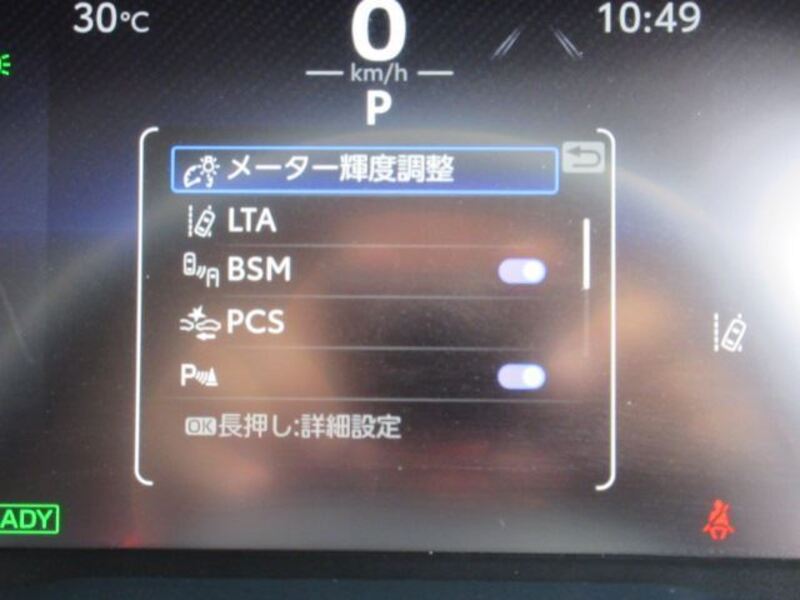 30℃
10:49
0
km/h
P
メーター輝度調整
LTA
BSM
PCS
P
OK長押し:詳細設定
ADY